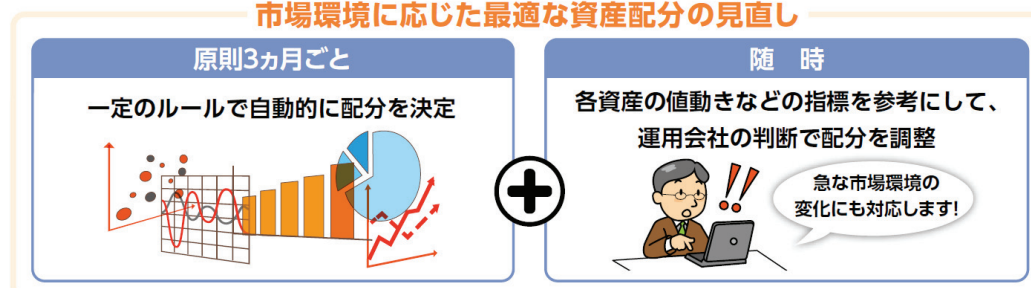 市場環境に応じた最適な資産配分の見直し
原則3ヵ月ごと
一定のルールで自動的に配分を決定
随　時
各資産の値動きなどの指標を参考にして、
運用会社の判断で配分を調整
急な市場環境の
変化にも対応します!